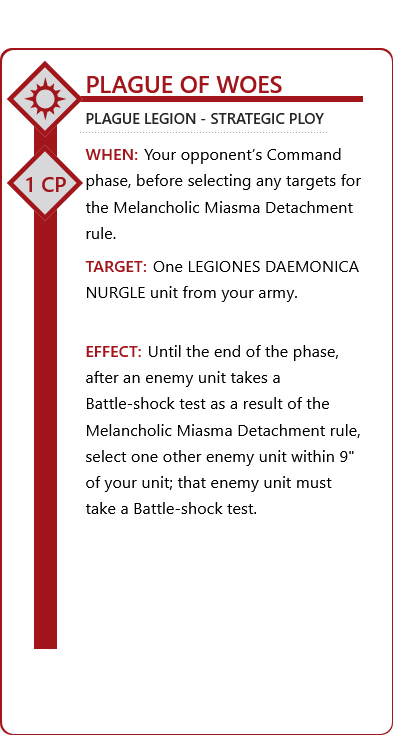 PLAGUE OF WOES
PLAGUE LEGION - STRATEGIC PLOY
1 CP
WHEN: Your opponent’s Command
phase, before selecting any targets for
the Melancholic Miasma Detachment
rule.
TARGET: One LEGIONES DAEMONICA
NURGLE unit from your army.
EFFECT: Until the end of the phase,
after an enemy unit takes a
Battle-shock test as a result of the
Melancholic Miasma Detachment rule,
select one other enemy unit within 9"
of your unit; that enemy unit must
take a Battle-shock test.